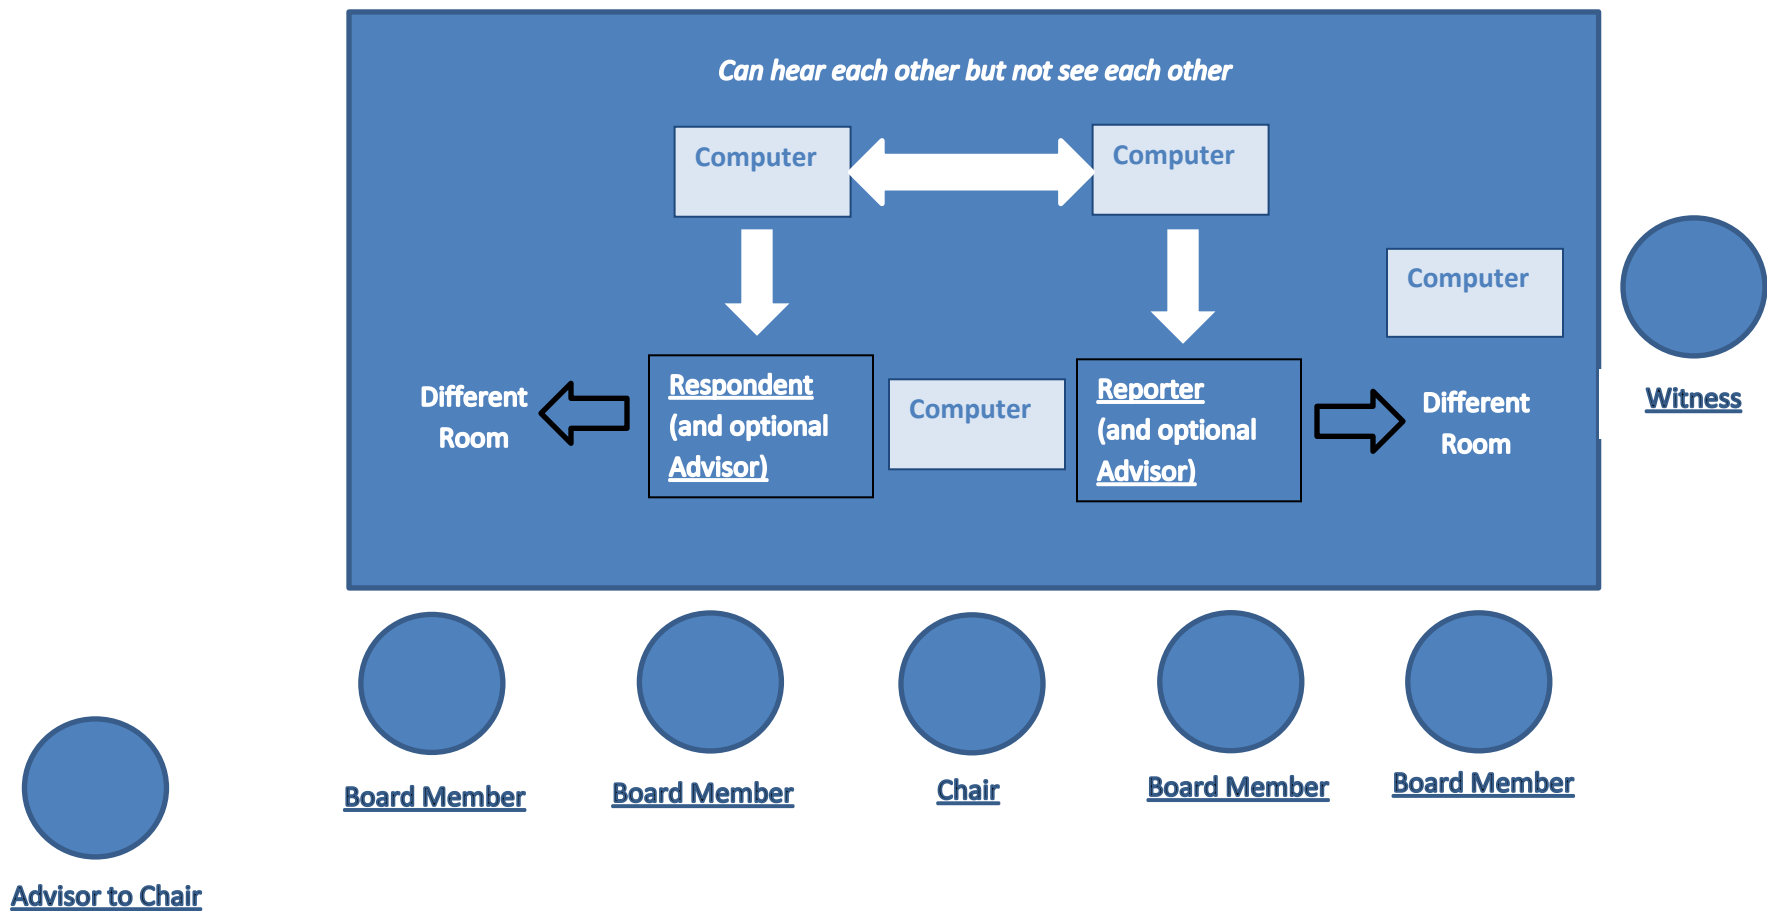 Can hear each other but not see each other
Computer
Computer
Computer
Different
Room
Respondent
(and optional
Advisor)
Computer
Reporter
(and optional
Advisor)
Different
Room
Witness
Board Member
Board Member
Chair
Board Member
Board Member
Advisor to Chair